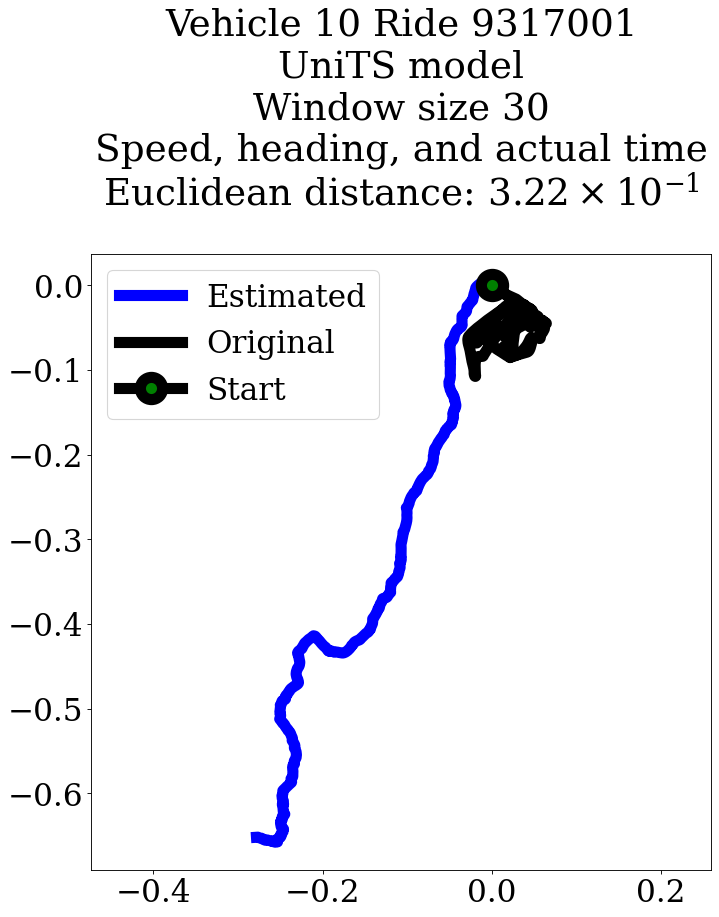 Vehicle 10 Ride 9317001
UniTS model
Window size 30
Speed, heading, and actual time
Euclidean distance: 3.22 × 10⁻¹
Estimated
Original
Start
0.0
−0.1
−0.2
−0.3
−0.4
−0.5
−0.6
−0.4 −0.2 0.0 0.2